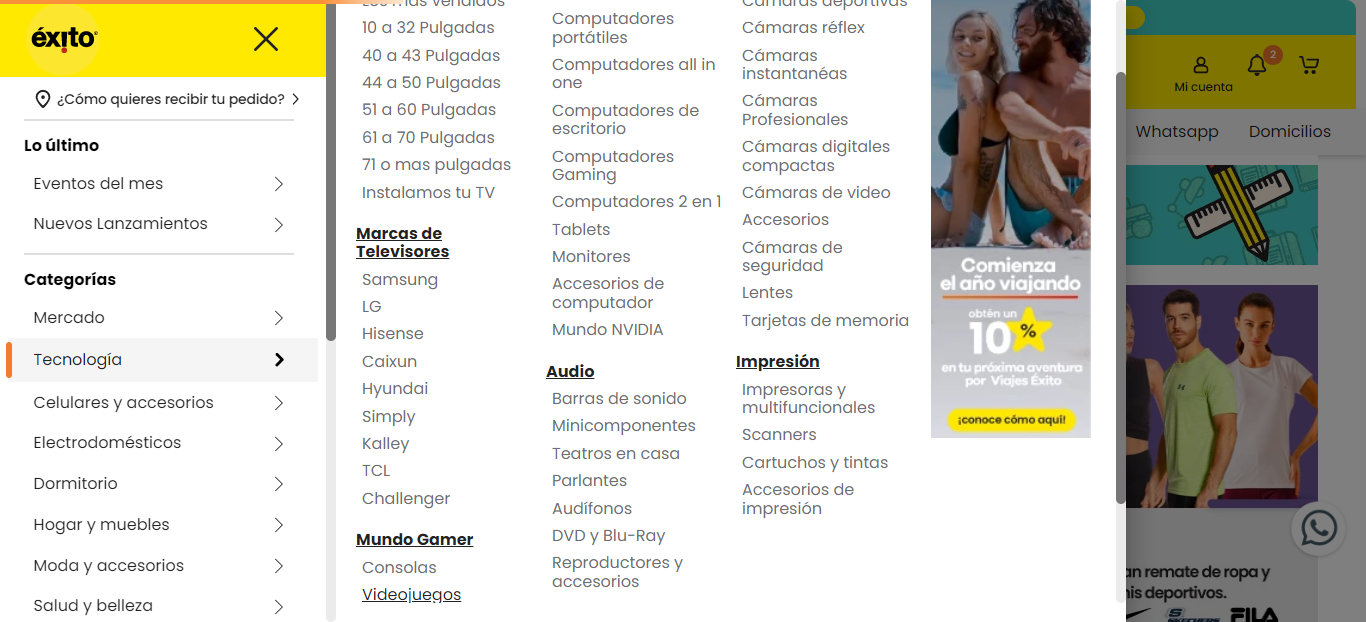 éxito
¿Cómo quieres recibir tu pedido?
Lo último
Eventos del mes
Nuevos Lanzamientos
Categorías
Mercado
Tecnología
Celulares y accesorios
Electrodomésticos
Dormitorio
Hogar y muebles
Moda y accesorios
Salud y belleza
Los más vendidos
10 a 32 Pulgadas
40 a 43 Pulgadas
44 a 50 Pulgadas
51 a 60 Pulgadas
61 a 70 Pulgadas
71 o mas pulgadas
Instalamos tu TV
Marcas de
Televisores
Samsung
LG
Hisense
Caixun
Hyundai
Simply
Kalley
TCL
Challenger
Mundo Gamer
Consolas
Videojuegos
Computadores
portátiles
Computadores all in
one
Computadores de
escritorio
Computadores
Gaming
Computadores 2 en 1
Tablets
Monitores
Accesorios de
computador
Mundo NVIDIA
Audio
Barras de sonido
Minicomponentes
Teatros en casa
Parlantes
Audífonos
DVD y Blu-Ray
Reproductores y
accesorios
Cámaras deportivas
Cámaras réflex
Cámaras
instantanéas
Cámaras
Profesionales
Cámaras digitales
compactas
Cámaras de video
Accesorios
Cámaras de
seguridad
Lentes
Tarjetas de memoria
Impresión
Impresoras y
multifuncionales
Scanners
Cartuchos y tintas
Accesorios de
impresión
Comienza
el año viajando
obtén un
10%
en tu próxima aventura
por Viajes Éxito
¡conoce cómo aquí!
2
Mi cuenta
Whatsapp
Domicilios
an remate de ropa y
nis deportivos.
SKECHERS
FILA